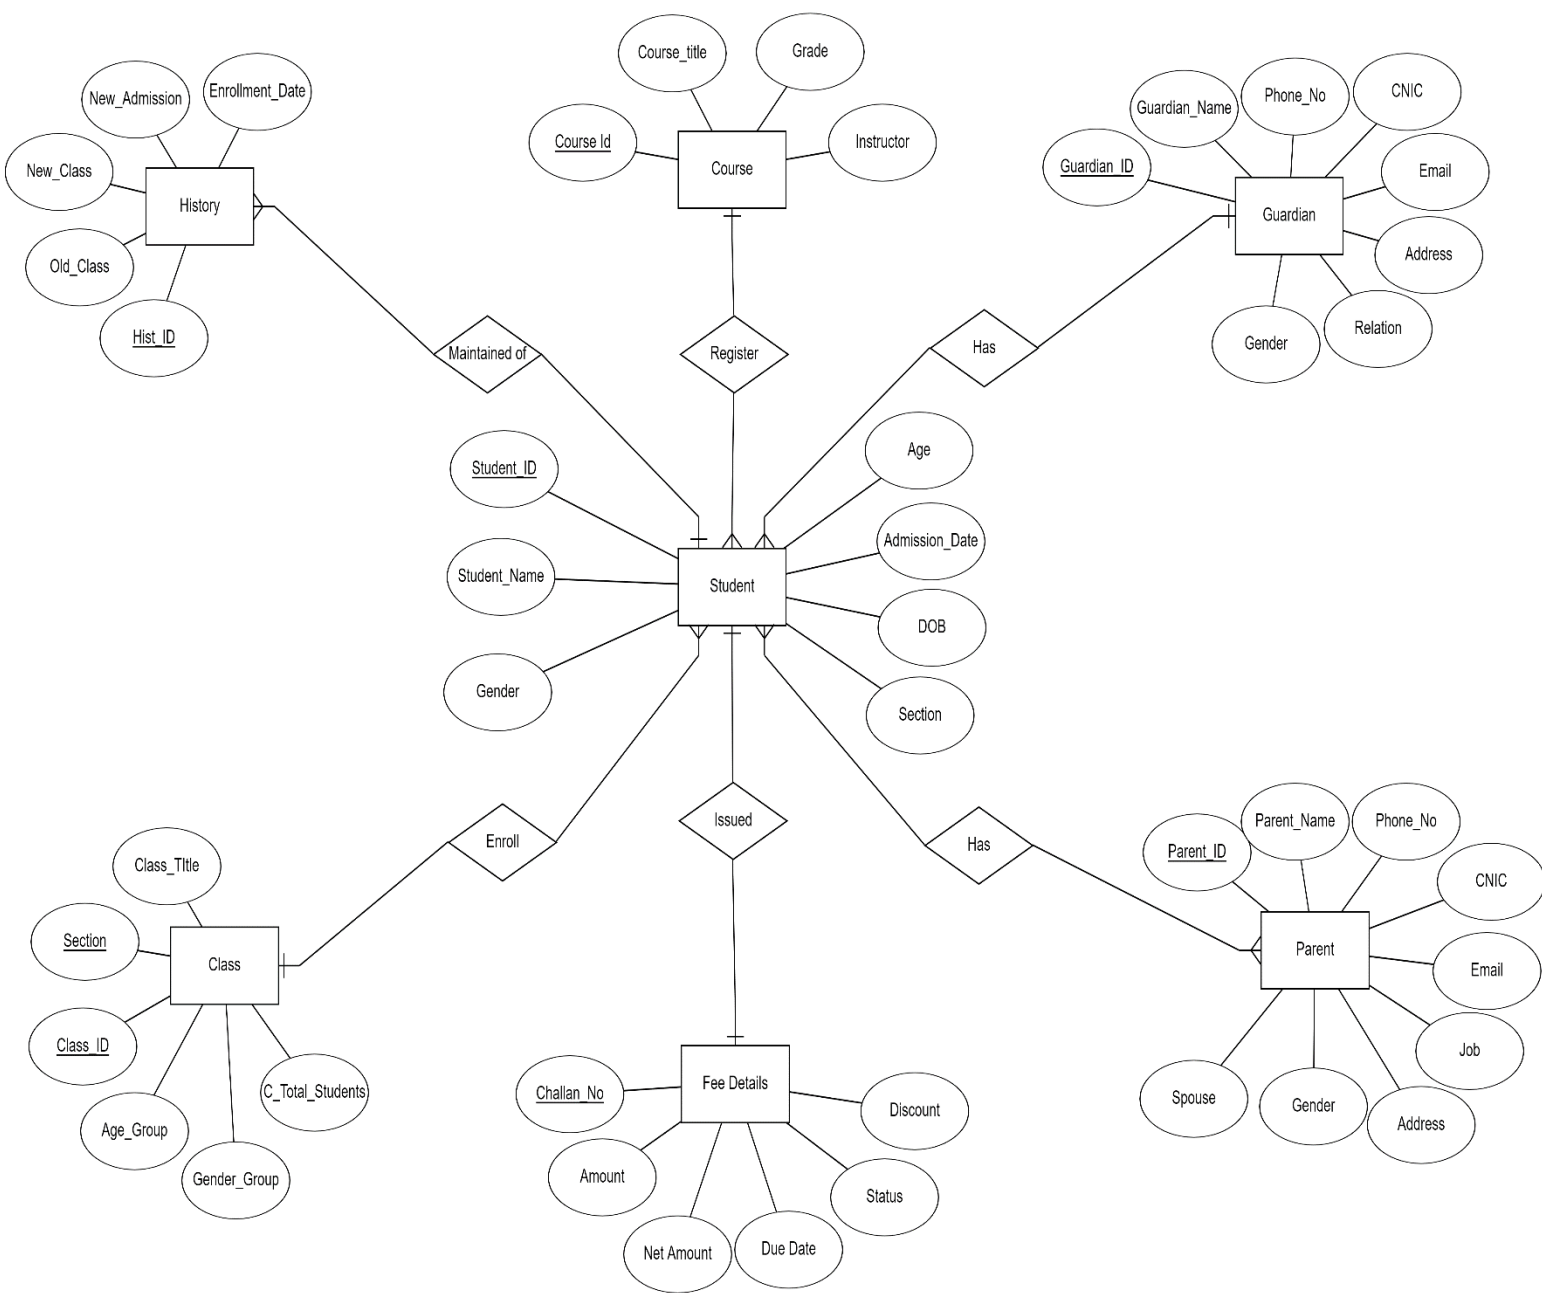 Course_title
Grade
Course Id
Instructor
Course
New_Admission
Enrollment_Date
New_Class
History
Old_Class
Hist_ID
Guardian_Name
Phone_No
CNIC
Guardian_ID
Email
Guardian
Address
Gender
Relation
Maintained of
Register
Has
Student_ID
Age
Student_Name
Admission_Date
Student
DOB
Gender
Section
Enroll
Issued
Has
Class_TItle
Section
Class
Class_ID
Age_Group
C_Total_Students
Gender_Group
Challan_No
Fee Details
Discount
Amount
Status
Net Amount
Due Date
Parent_ID
Parent_Name
Phone_No
CNIC
Parent
Email
Job
Spouse
Gender
Address